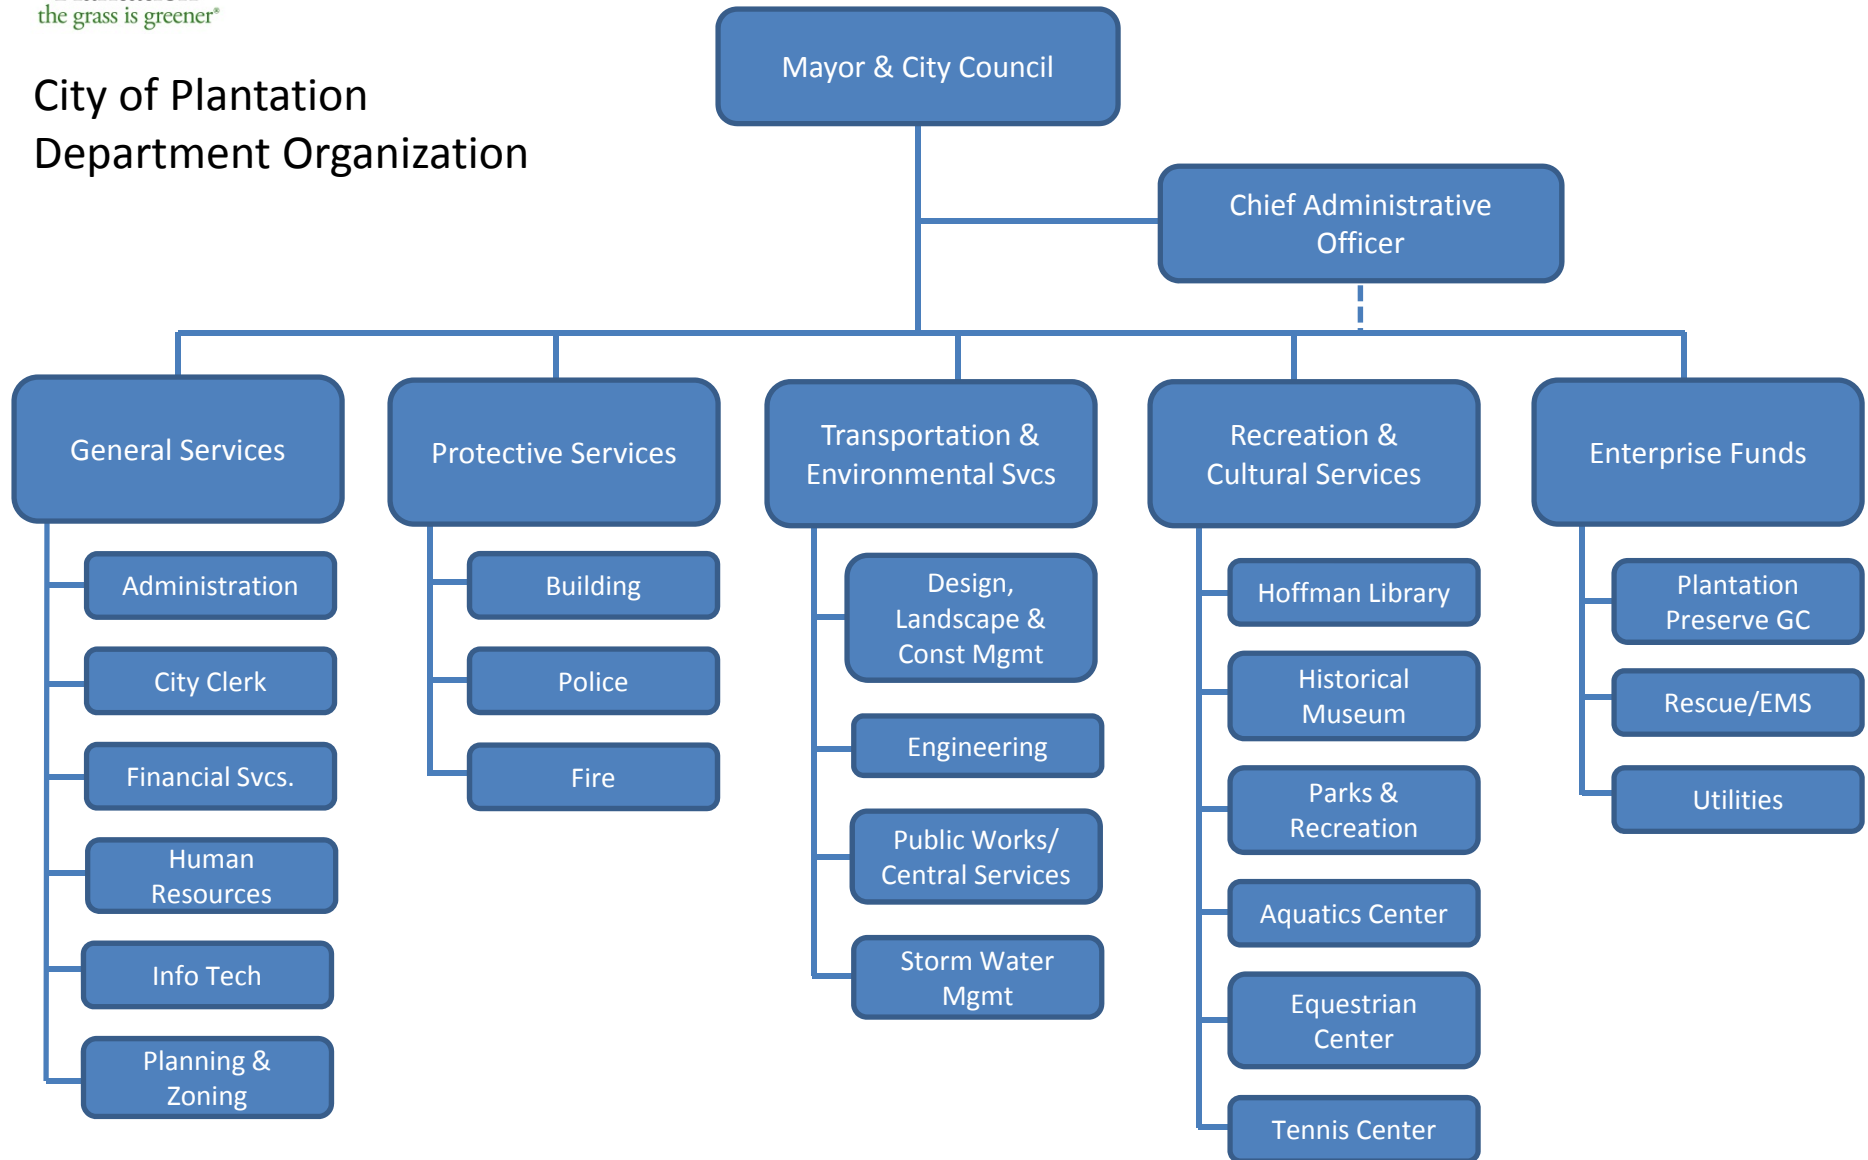 the grass is greener®
City of Plantation
Department Organization
Mayor & City Council
Chief Administrative
Officer
General Services
Administration
City Clerk
Financial Svcs.
Human
Resources
Info Tech
Planning &
Zoning
Protective Services
Building
Police
Fire
Transportation &
Environmental Svcs
Design,
Landscape &
Const Mgmt
Engineering
Public Works/
Central Services
Storm Water
Mgmt
Recreation &
Cultural Services
Hoffman Library
Historical
Museum
Parks &
Recreation
Aquatics Center
Equestrian
Center
Tennis Center
Enterprise Funds
Plantation
Preserve GC
Rescue/EMS
Utilities